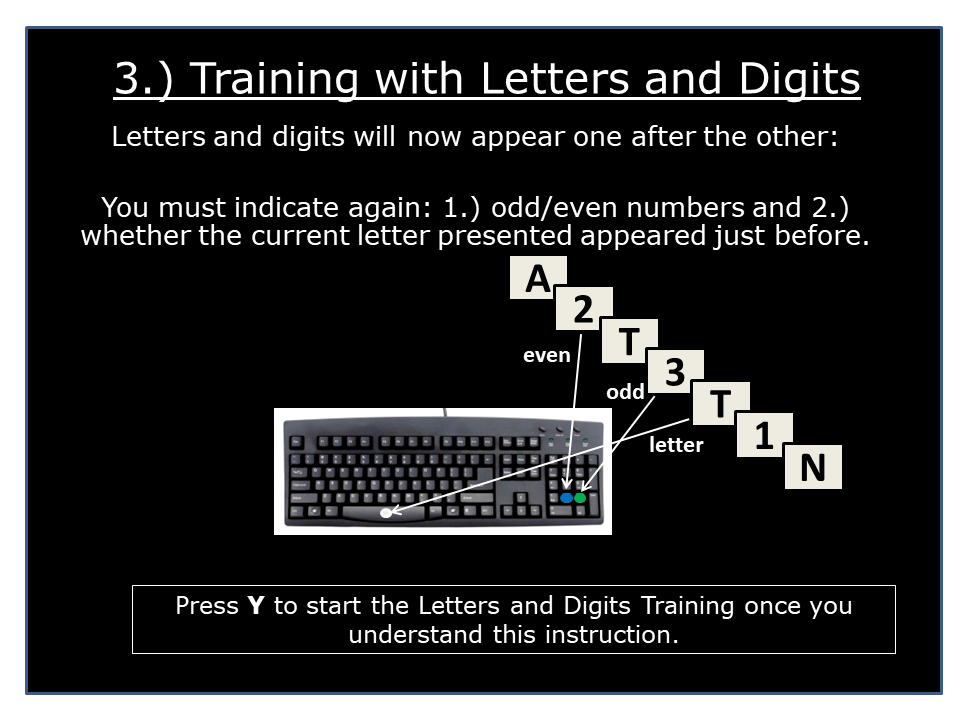 3.) Training with Letters and Digits
Letters and digits will now appear one after the other:
You must indicate again: 1.) odd/even numbers and 2.)
whether the current letter presented appeared just before.
A
2
T
3
T
1
N
even
odd
letter
Press Y to start the Letters and Digits Training once you
understand this instruction.